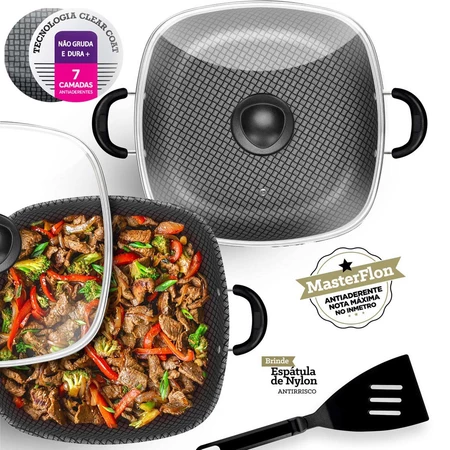 TECNOLOGIA CLEAR COAT
NÃO GRUDA
E DURA +
7
CAMADAS
ANTIADERENTES
MasterFlon
ANTIADERENTE
NOTA MÁXIMA
NO INMETRO
Brinde
Espátula
de Nylon
ANTIRRISCO